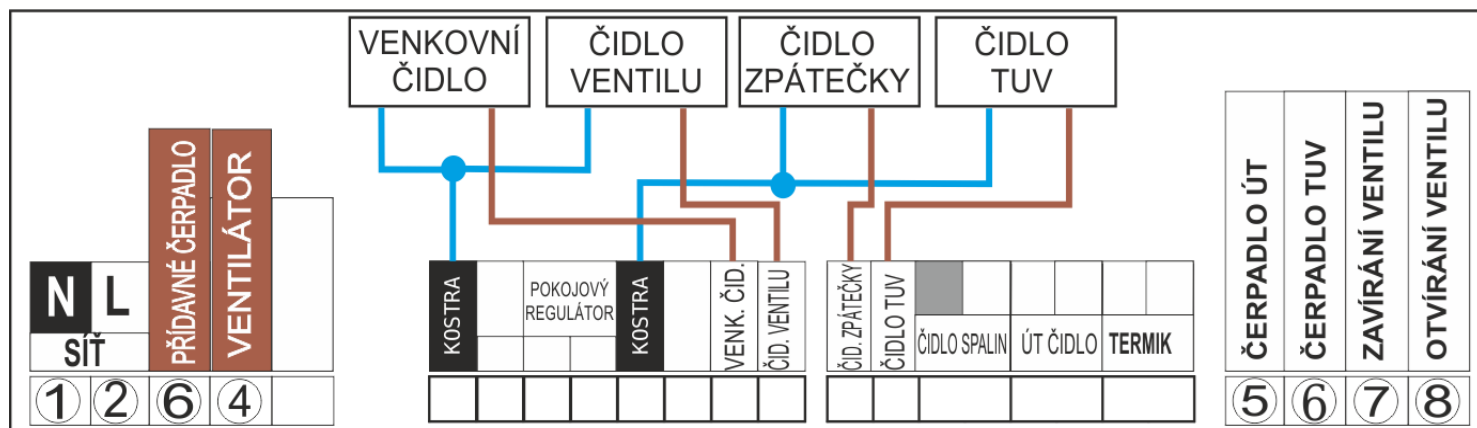 VENKOVNÍ
ČIDLO
ČIDLO
VENTILU
ČIDLO
ZPÁTEČKY
ČIDLO
TUV
N
L
SÍŤ
PŘÍDAVNÉ ČERPADLO
VENTILÁTOR
KOSTRA
POKOJOVÝ
REGULÁTOR
KOSTRA
VENK. ČID.
ČID. VENTILU
ČID. ZPÁTEČKY
ČIDLO TUV
ČIDLO SPALIN
ÚT ČIDLO
TERMIK
ČERPADLO ÚT
ČERPADLO TUV
ZAVÍRÁNÍ VENTILU
OTVÍRÁNÍ VENTILU
1 2 6 4
5 6 7 8